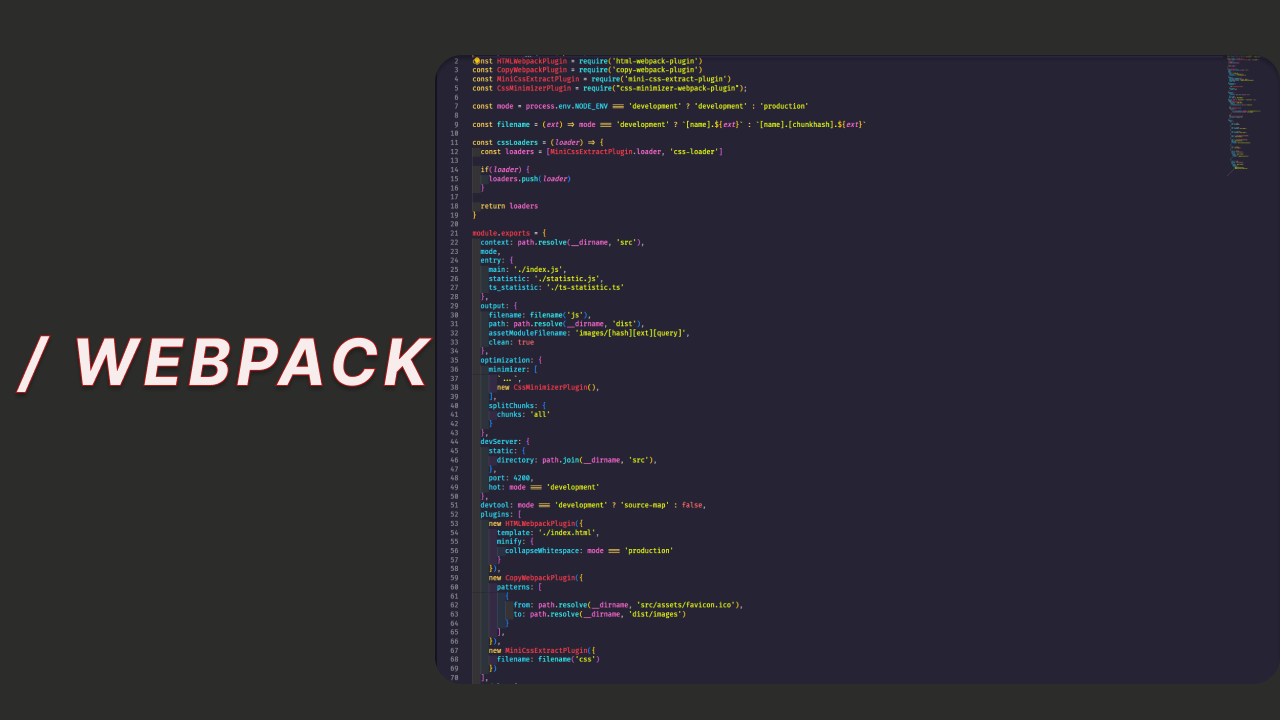 / WEBPACK
2 const HTMLWebpackPlugin = require('html-webpack-plugin')
3 const CopyWebpackPlugin = require('copy-webpack-plugin')
4 const MiniCssExtractPlugin = require('mini-css-extract-plugin')
5 const CssMinimizerPlugin = require("css-minimizer-webpack-plugin");
6
7 const mode = process.env.NODE_ENV === 'development' ? 'development' : 'production'
8
9 const filename = (ext) => mode === 'development' ? `[name].${ext}` : `[name].[chunkhash].${ext}`
10
11 const cssLoaders = (loader) => {
12 const loaders = [MiniCssExtractPlugin.loader, 'css-loader']
13
14 if(loader) {
15 loaders.push(loader)
16 }
17
18 return loaders
19 }
20
21 module.exports = {
22 context: path.resolve(__dirname, 'src'),
23 mode,
24 entry: {
25 main: './index.js',
26 statistic: './statistic.js',
27 ts_statistic: './ts-statistic.ts'
28 },
29 output: {
30 filename: filename('js'),
31 path: path.resolve(__dirname, 'dist'),
32 assetModuleFilename: 'images/[hash][ext][query]',
33 clean: true
34 },
35 optimization: {
36 minimizer: [
37 `...`,
38 new CssMinimizerPlugin(),
39 ],
40 splitChunks: {
41 chunks: 'all'
42 }
43 },
44 devServer: {
45 static: {
46 directory: path.join(__dirname, 'src'),
47 },
48 port: 4200,
49 hot: mode === 'development'
50 },
51 devtool: mode === 'development' ? 'source-map' : false,
52 plugins: [
53 new HTMLWebpackPlugin({
54 template: './index.html',
55 minify: {
56 collapseWhitespace: mode === 'production'
57 }
58 }),
59 new CopyWebpackPlugin({
60 patterns: [
61 {
62 from: path.resolve(__dirname, 'src/assets/favicon.ico'),
63 to: path.resolve(__dirname, 'dist/images')
64 }
65 ],
66 }),
67 new MiniCssExtractPlugin({
68 filename: filename('css')
69 })
70 ],